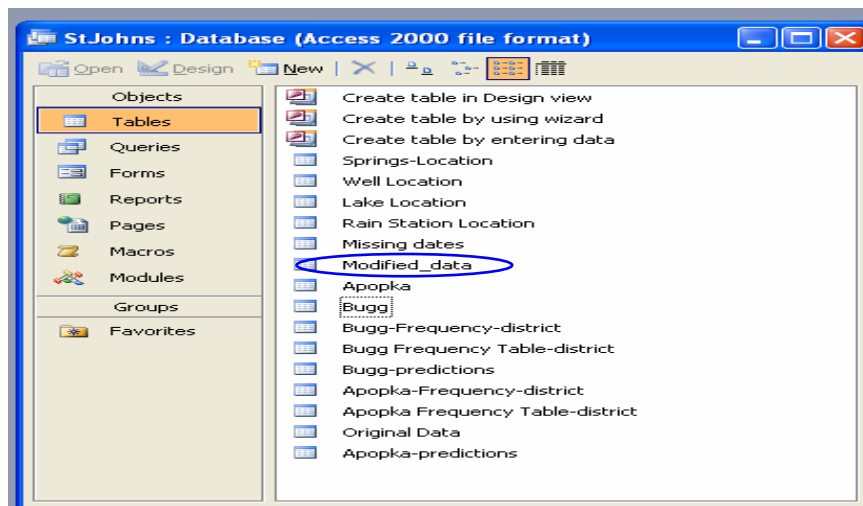 StJohns : Database (Access 2000 file format)
Open Design New
Objects
Tables
Queries
Forms
Reports
Pages
Macros
Modules
Groups
Favorites
Create table in Design view
Create table by using wizard
Create table by entering data
Springs-Location
Well Location
Lake Location
Rain Station Location
Missing dates
Modified_data
Apopka
Bugg
Bugg-Frequency-district
Bugg Frequency Table-district
Bugg-predictions
Apopka-Frequency-district
Apopka Frequency Table-district
Original Data
Apopka-predictions